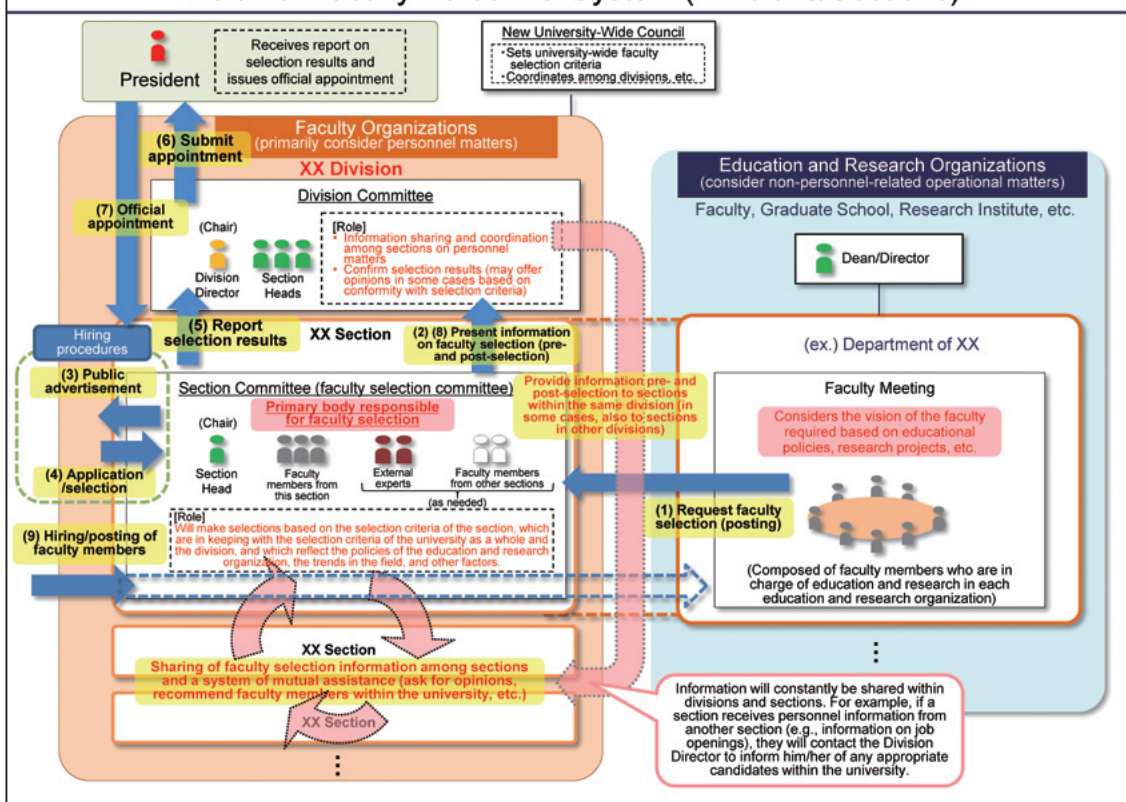 President
Receives report on
selection results and
issues official appointment
New University-Wide Council
・Sets university-wide faculty
selection criteria
・Coordinates among divisions, etc.
Faculty Organizations
(primarily consider personnel matters)
XX Division
(6) Submit
appointment
(7) Official
appointment
Division Committee
(Chair)
Division
Director
Section
Heads
[Role]
• Information sharing and coordination
among sections on personnel
matters
• Confirm selection results (may offer
opinions in some cases based on
conformity with selection criteria)
Education and Research Organizations
(consider non-personnel-related operational matters)
Faculty, Graduate School, Research Institute, etc.
Dean/Director
Hiring
procedures
(5) Report
selection results
XX Section
(2) (8) Present information
on faculty selection (pre-
and post-selection)
(3) Public
advertisement
(4) Application
/selection
Section Committee (faculty selection committee)
Primary body responsible
for faculty selection
(Chair)
Section
Head
Faculty
members from
this section
External
experts
Faculty members
from other sections
(as needed)
Provide information pre- and
post-selection to sections
within the same division (in
some cases, also to sections
in other divisions)
[Role]
Will make selections based on the selection criteria of the section, which
are in keeping with the selection criteria of the university as a whole and
the division, and which reflect the policies of the education and research
organization, the trends in the field, and other factors.
(ex.) Department of XX
Faculty Meeting
Considers the vision of the faculty
required based on educational
policies, research projects, etc.
(1) Request faculty
selection (posting)
(Composed of faculty members who are in
charge of education and research in each
education and research organization)
(9) Hiring/posting of
faculty members
XX Section
Sharing of faculty selection information among sections
and a system of mutual assistance (ask for opinions,
recommend faculty members within the university, etc.)
XX Section
Information will constantly be shared within
divisions and sections. For example, if a
section receives personnel information from
another section (e.g., information on job
openings), they will contact the Division
Director to inform him/her of any appropriate
candidates within the university.